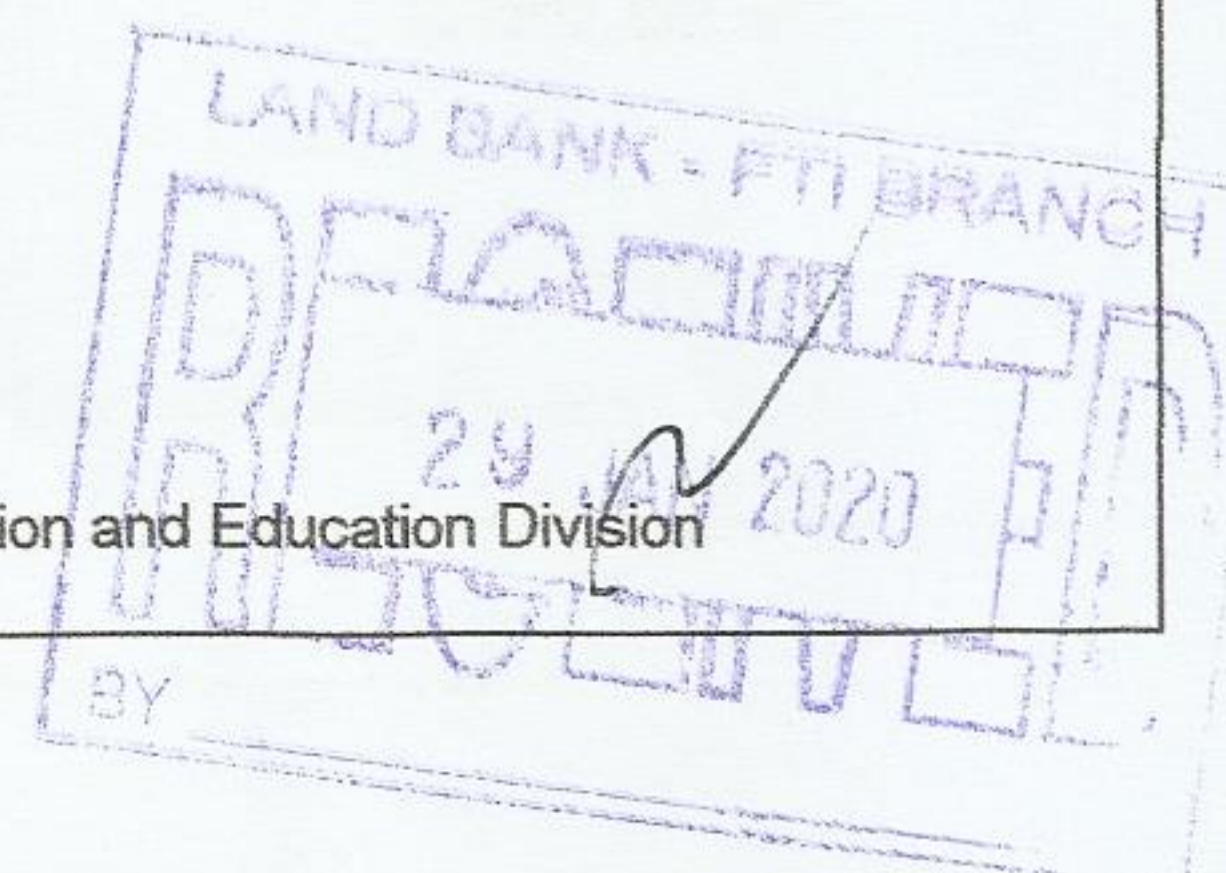 LAND BANK - FTI BRANCH
RECEIVED
29 JAN 2020
ion and Education Division
BY